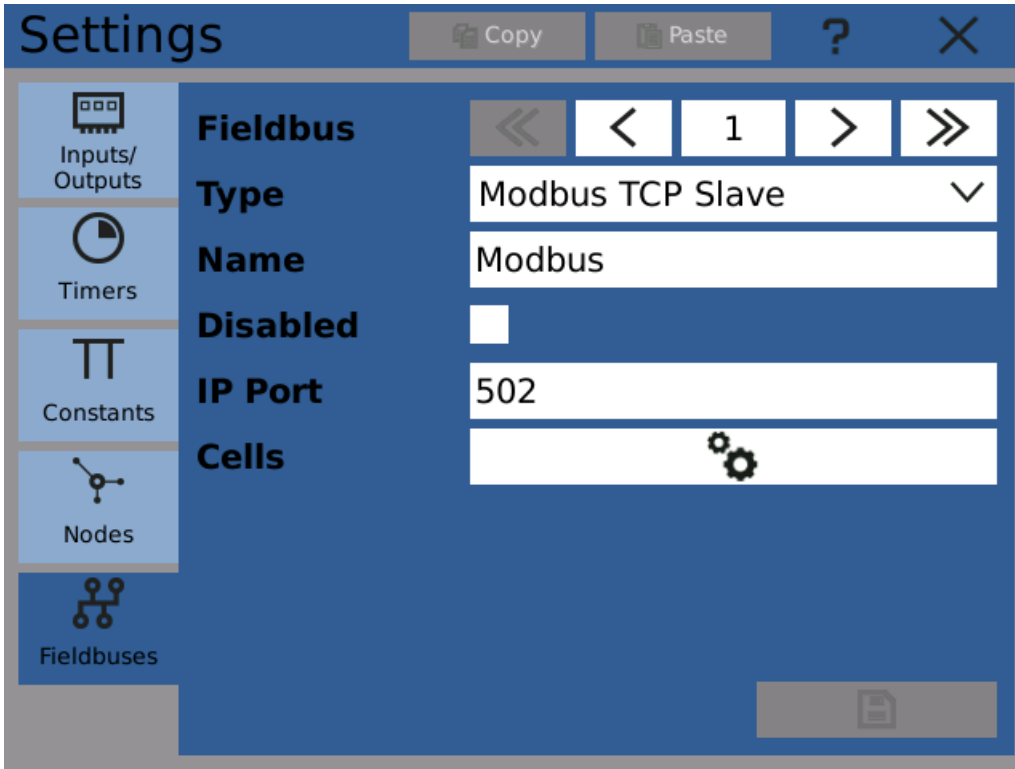 Settings
Copy
Paste
?
Inputs/
Outputs
Timers
Constants
Nodes
Fieldbuses
Fieldbus
1
Type
Modbus TCP Slave
Name
Modbus
Disabled
IP Port
502
Cells